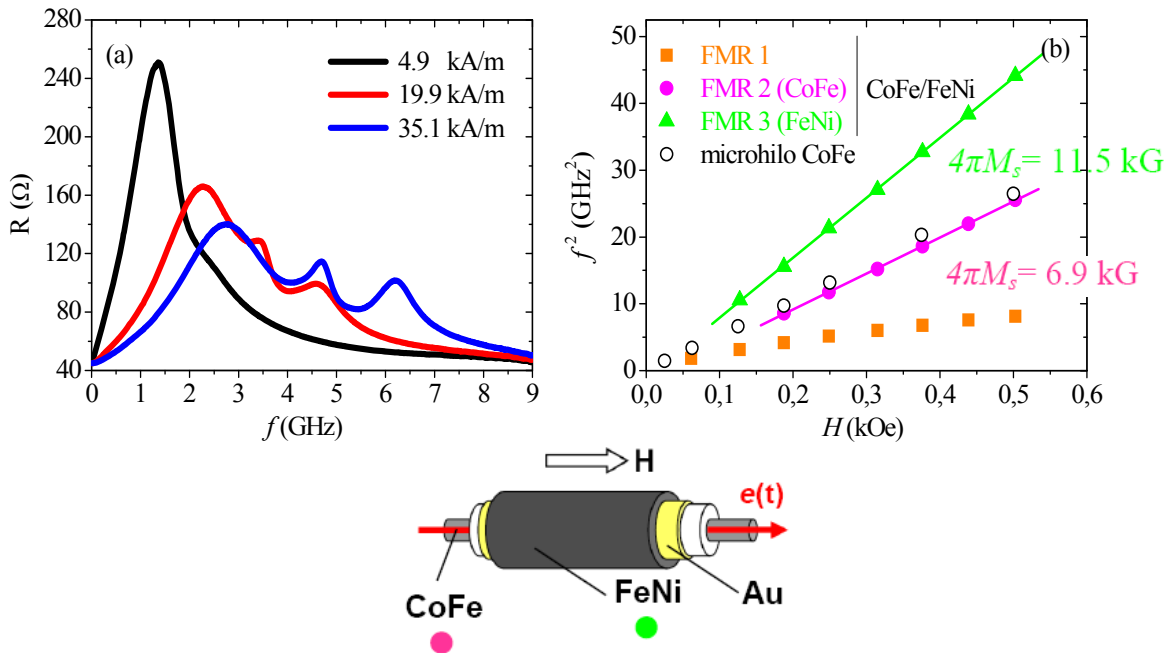 (a)
4.9 kA/m
19.9 kA/m
35.1 kA/m
R (Ω)
280
240
200
160
120
80
40
0 1 2 3 4 5 6 7 8 9
f (GHz)
(b)
FMR 1
FMR 2 (CoFe)
FMR 3 (FeNi)
CoFe/FeNi
microhilo CoFe
4πMs= 11.5 kG
4πMs= 6.9 kG
f² (GHz²)
50
40
30
20
10
0
0,0 0,1 0,2 0,3 0,4 0,5 0,6
H (kOe)
H
e(t)
CoFe
FeNi
Au